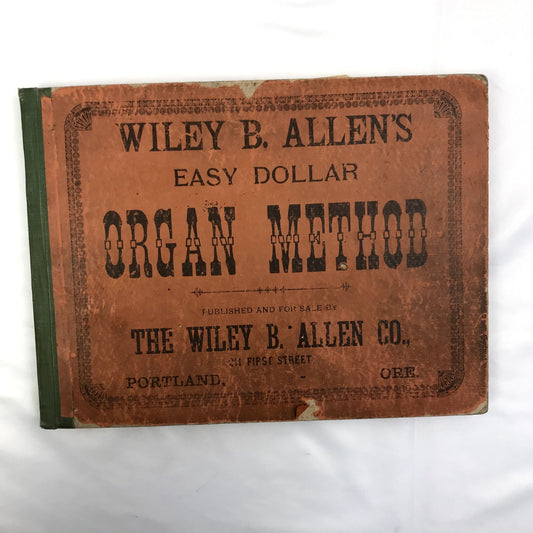 WILEY B. ALLEN'S
EASY DOLLAR
ORGAN METHOD
PUBLISHED AND FOR SALE BY
THE WILEY B. ALLEN CO.,
211 FIRST STREET
PORTLAND, ORE.